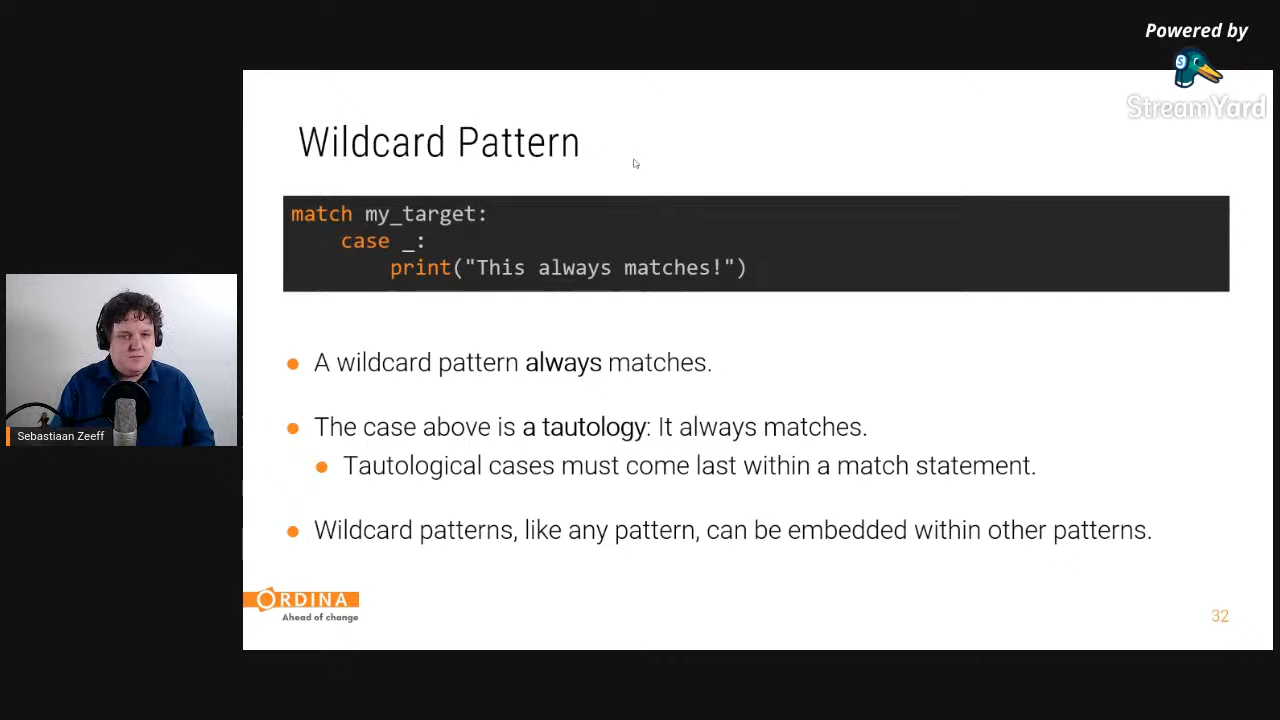 Powered by
StreamYard
Wildcard Pattern
match my_target:
    case _:
        print("This always matches!")
A wildcard pattern always matches.
The case above is a tautology: It always matches.
Tautological cases must come last within a match statement.
Wildcard patterns, like any pattern, can be embedded within other patterns.
Sebastiaan Zeeff
ORDINA
Ahead of change
32